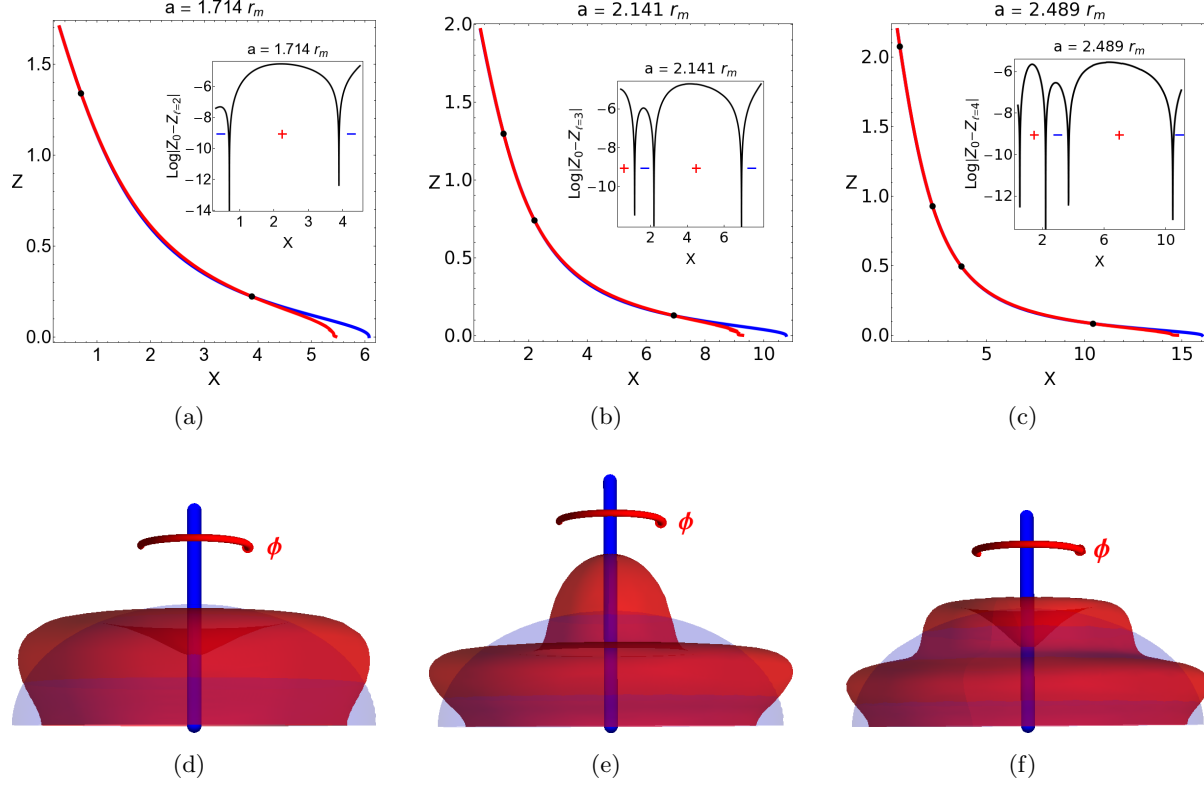 a = 1.714 r_m
a = 2.141 r_m
a = 2.489 r_m
Z
1.5
1.0
0.5
0.0
1 2 3 4 5 6
X
a = 1.714 r_m
Log|Z_0−Z_{ℓ=2}|
−6
−8
−10
−12
−14
1 2 3 4
X
−
+
−
(a)
Z
2.0
1.5
1.0
0.5
0.0
2 4 6 8 10
X
a = 2.141 r_m
Log|Z_0−Z_{ℓ=3}|
−6
−8
−10
2 4 6
X
+
−
+
−
(b)
Z
2.0
1.5
1.0
0.5
0.0
5 10 15
X
a = 2.489 r_m
Log|Z_0−Z_{ℓ=4}|
−4
−6
−8
−10
−12
2 6 10
X
+
−
+
−
(c)
ϕ
(d)
ϕ
(e)
ϕ
(f)